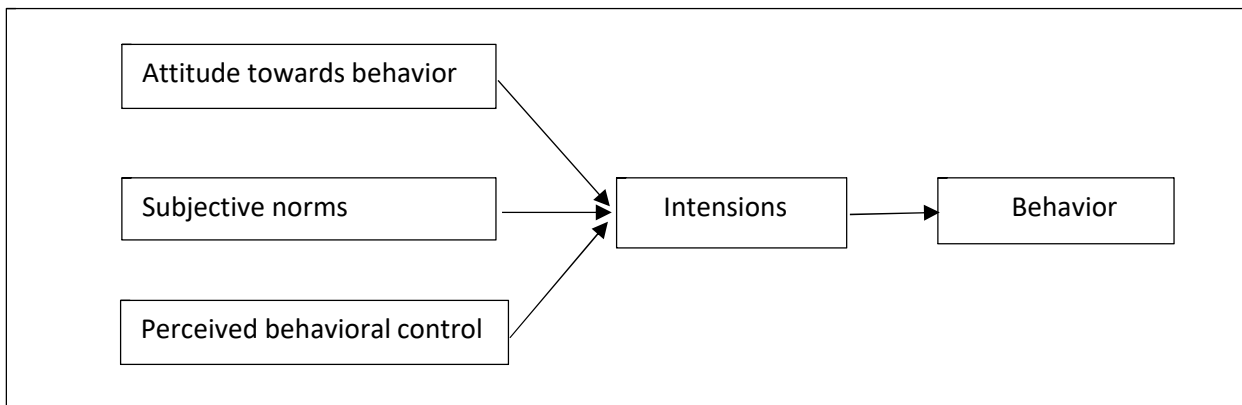 Attitude towards behavior
Subjective norms
Intensions
Behavior
Perceived behavioral control